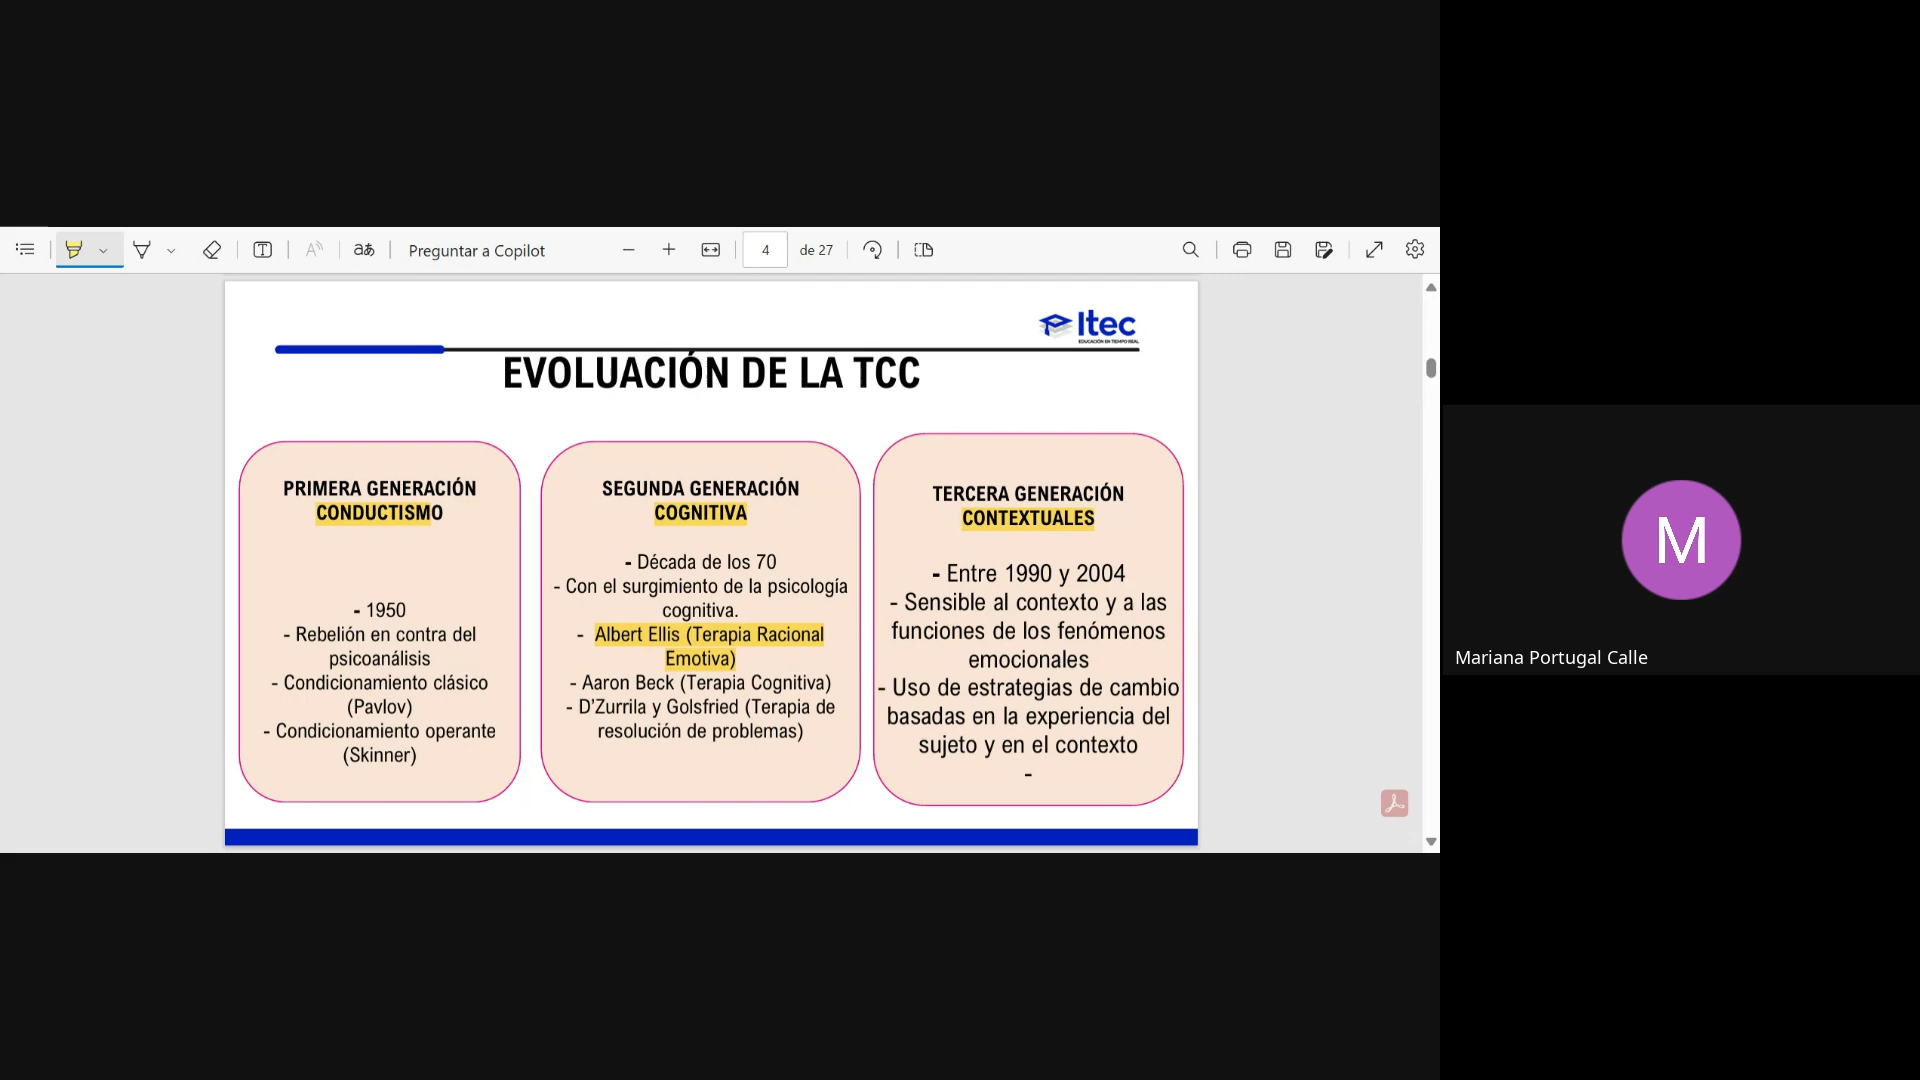 Preguntar a Copilot
4
de 27
Itec
EDUCACIÓN EN TIEMPO REAL
EVOLUACIÓN DE LA TCC
PRIMERA GENERACIÓN
CONDUCTISMO
- 1950
- Rebelión en contra del
psicoanálisis
- Condicionamiento clásico
(Pavlov)
- Condicionamiento operante
(Skinner)
SEGUNDA GENERACIÓN
COGNITIVA
- Década de los 70
- Con el surgimiento de la psicología
cognitiva.
- Albert Ellis (Terapia Racional
Emotiva)
- Aaron Beck (Terapia Cognitiva)
- D’Zurrila y Golsfried (Terapia de
resolución de problemas)
TERCERA GENERACIÓN
CONTEXTUALES
- Entre 1990 y 2004
- Sensible al contexto y a las
funciones de los fenómenos
emocionales
- Uso de estrategias de cambio
basadas en la experiencia del
sujeto y en el contexto
-
M
Mariana Portugal Calle